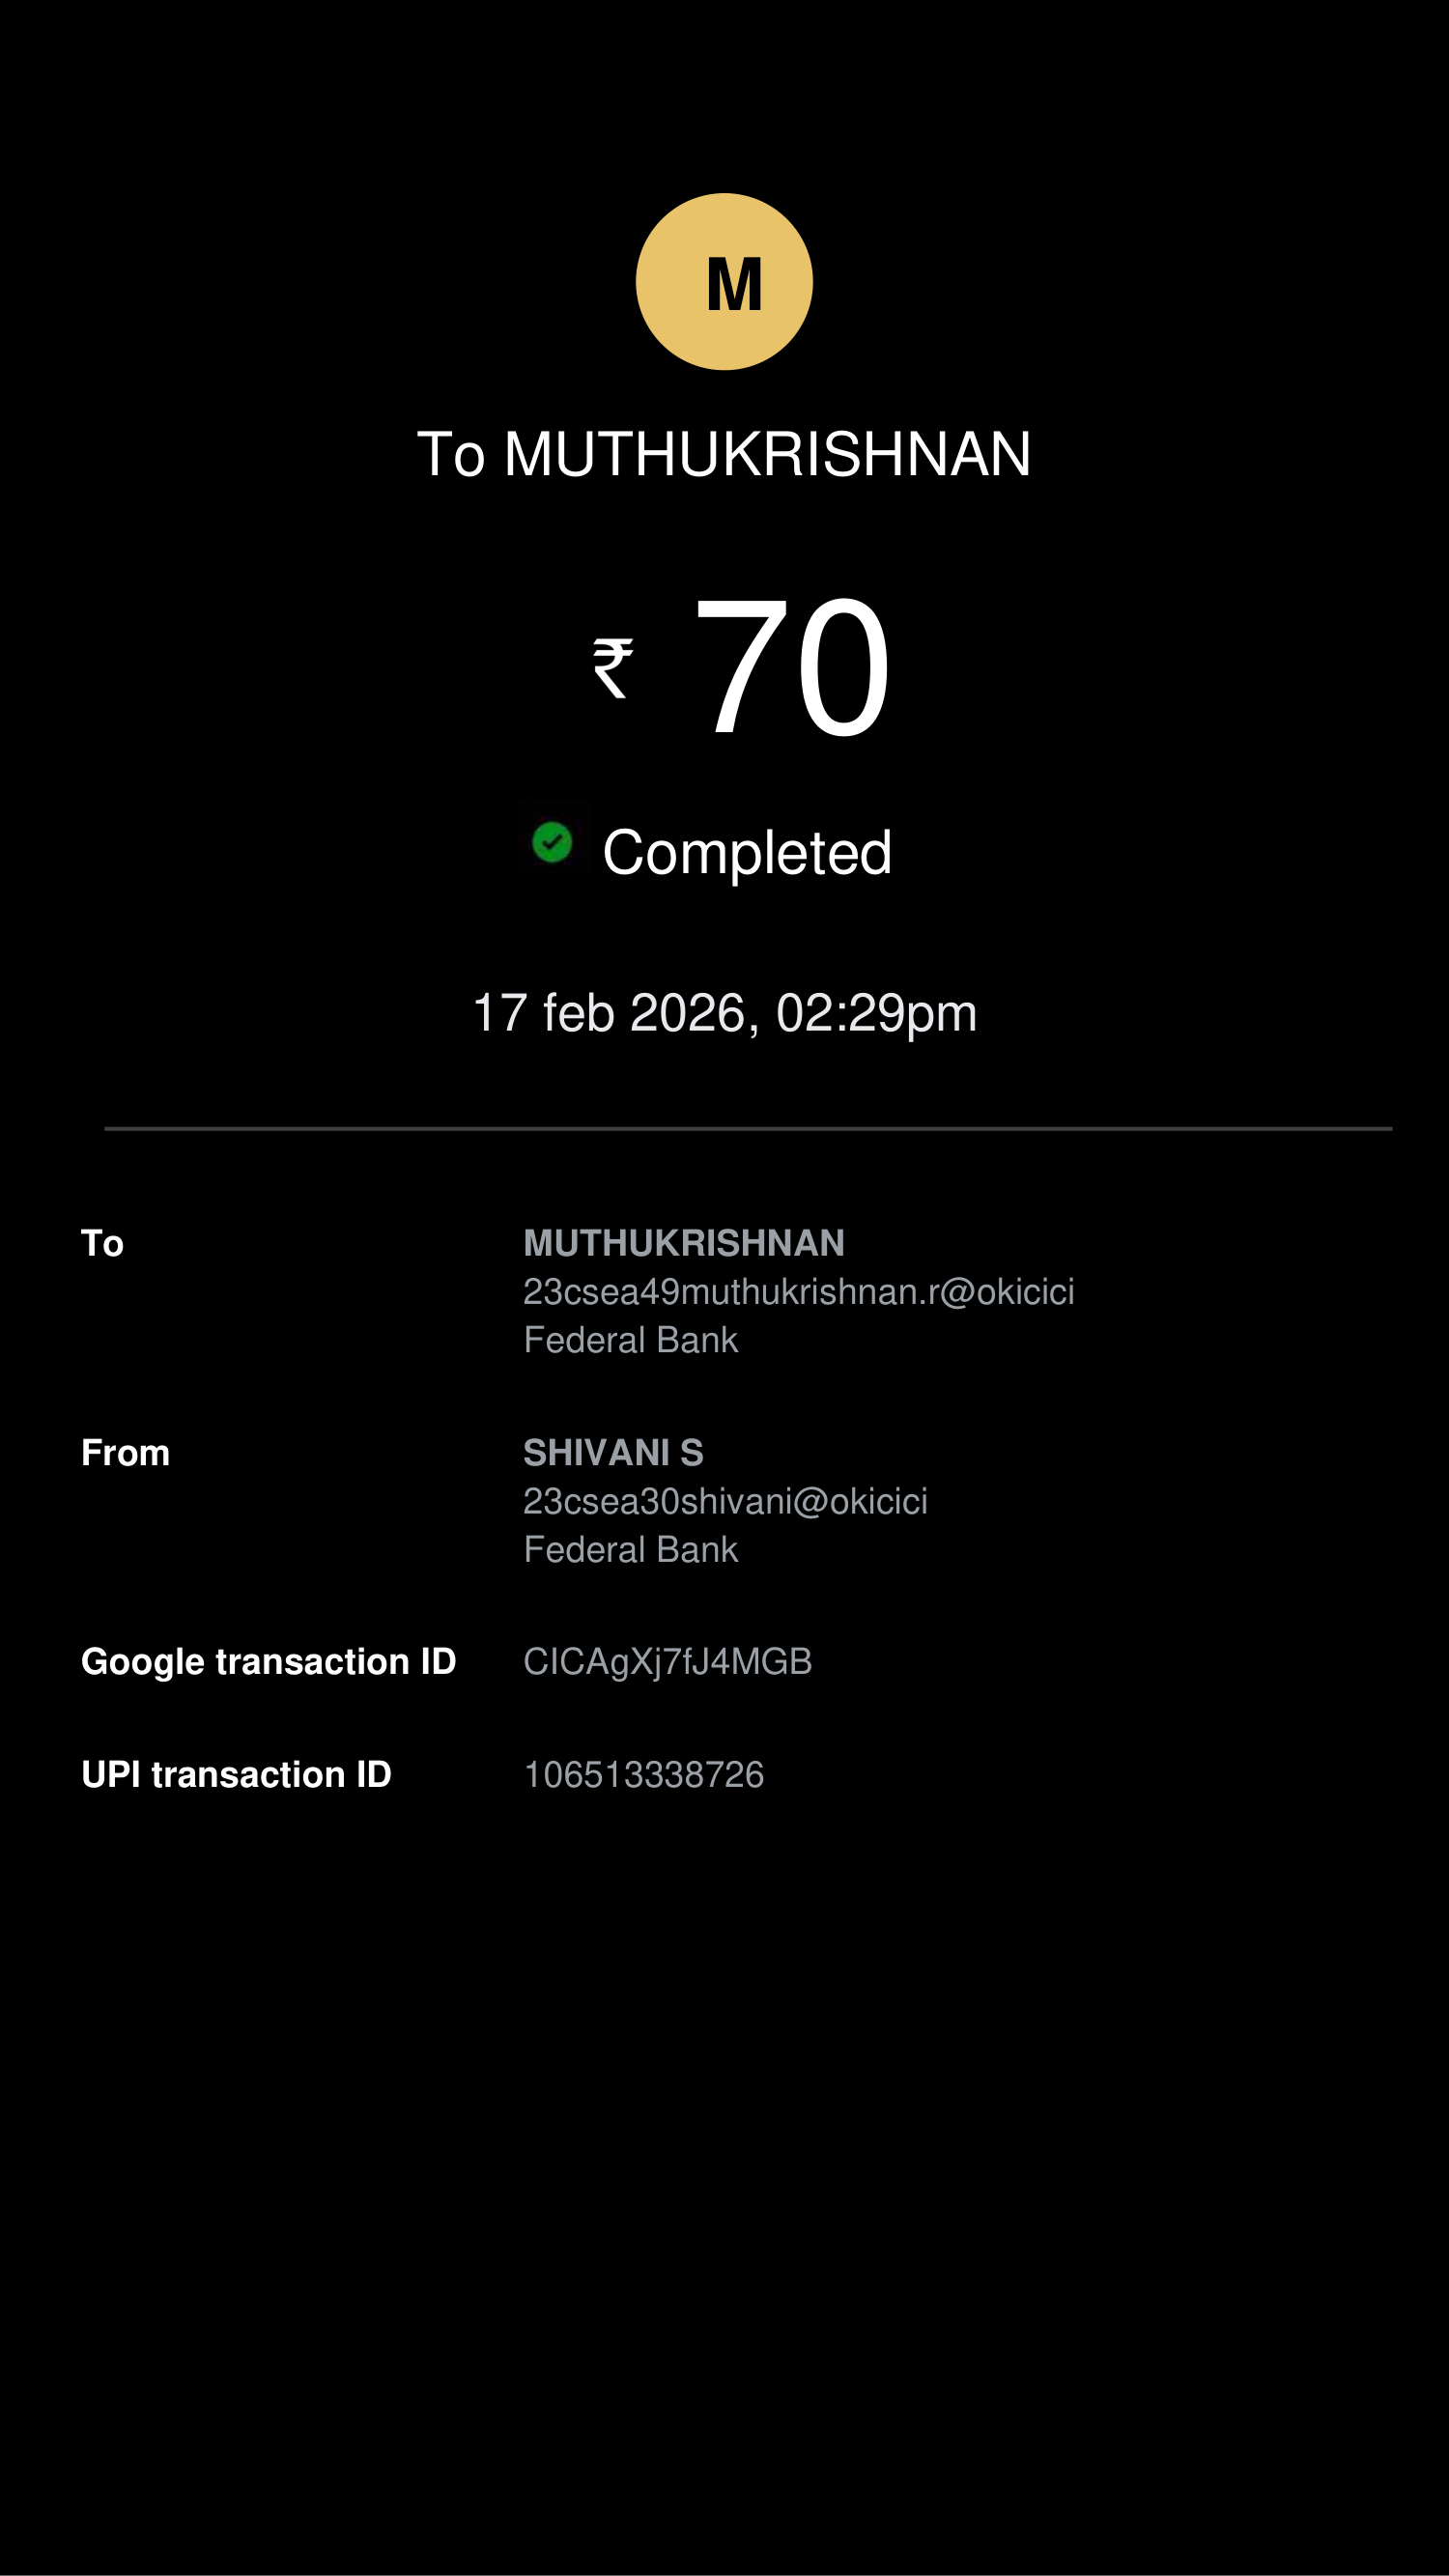 M
To MUTHUKRISHNAN
₹ 70
Completed
17 feb 2026, 02:29pm
To MUTHUKRISHNAN
23csea49muthukrishnan.r@okicici
Federal Bank
From SHIVANI S
23csea30shivani@okicici
Federal Bank
Google transaction ID CICAgXj7fJ4MGB
UPI transaction ID 106513338726